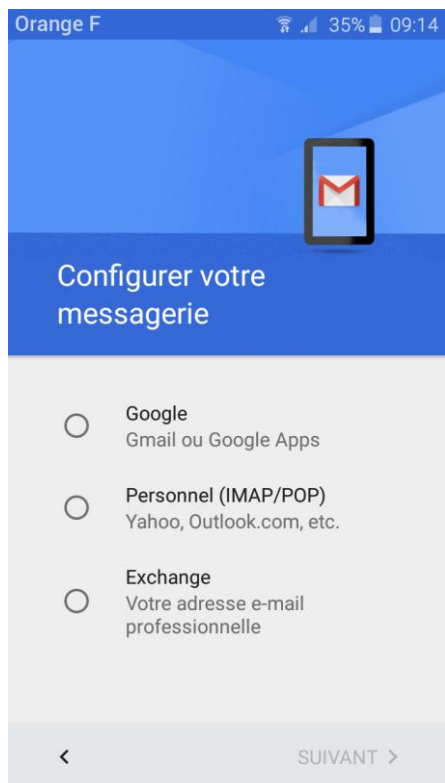 Orange F 35% 09:14
Configurer votre
messagerie
Google
Gmail ou Google Apps
Personnel (IMAP/POP)
Yahoo, Outlook.com, etc.
Exchange
Votre adresse e-mail
professionnelle
SUIVANT